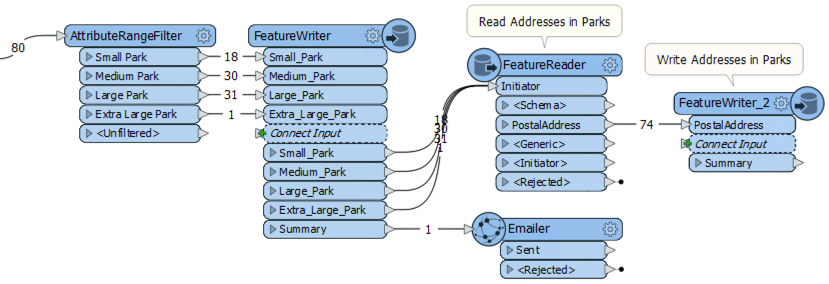 80
AttributeRangeFilter
Small Park
Medium Park
Large Park
Extra Large Park
<Unfiltered>
18
30
31
1
FeatureWriter
Small_Park
Medium_Park
Large_Park
Extra_Large_Park
Connect Input
Small_Park
Medium_Park
Large_Park
Extra_Large_Park
Summary
18
30
31
1
1
Read Addresses in Parks
FeatureReader
Initiator
<Schema>
PostalAddress
<Generic>
<Initiator>
<Rejected>
74
Emailer
Sent
<Rejected>
Write Addresses in Parks
FeatureWriter_2
PostalAddress
Connect Input
Summary